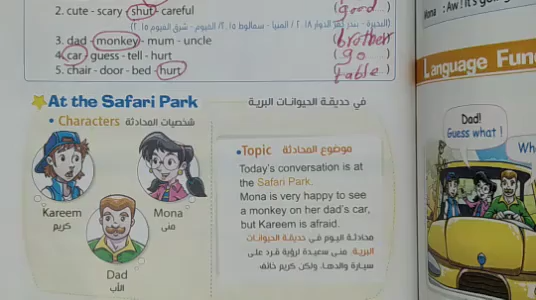 2. cute - scary - shut - careful
(good)
3. dad - monkey - mum - uncle
(brother)
4. car - guess - tell - hurt
(go)
5. chair - door - bed - hurt
(table)
At the Safari Park
في حديقة الحيوانات البرية
• Characters شخصيات المحادثة
Kareem
كريم
Mona
منى
Dad
الأب
• Topic موضوع المحادثة
Today's conversation is at
the Safari Park.
Mona is very happy to see
a monkey on her dad's car,
but Kareem is afraid.
محادثة اليوم في حديقة الحيوانات
البرية. منى سعيدة لرؤية قرد على
سيارة والدها، ولكن كريم خائف
Mona : Aw! It's
Language Fun
Dad!
Guess what !